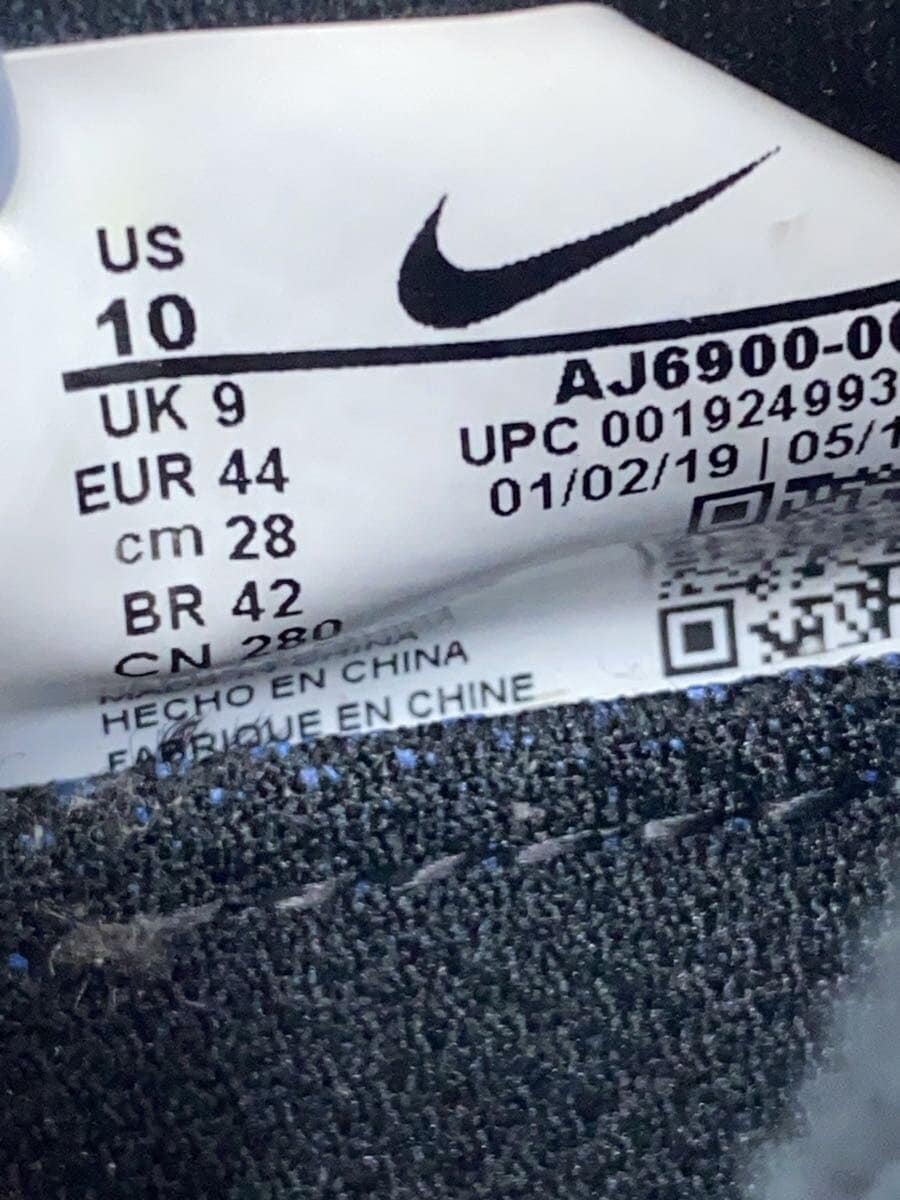 US
10
UK 9
EUR 44
cm 28
BR 42
CN 280
HECHO EN CHINA
FABRIQUE EN CHINE
AJ6900-0
UPC 001924993
01/02/19 | 05/1